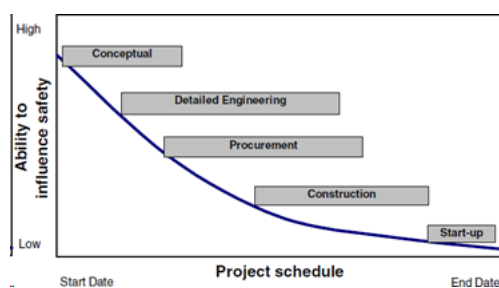 High
Conceptual
Detailed Engineering
Procurement
Construction
Start-up
Ability to
influence safety
Low
Start Date
Project schedule
End Date